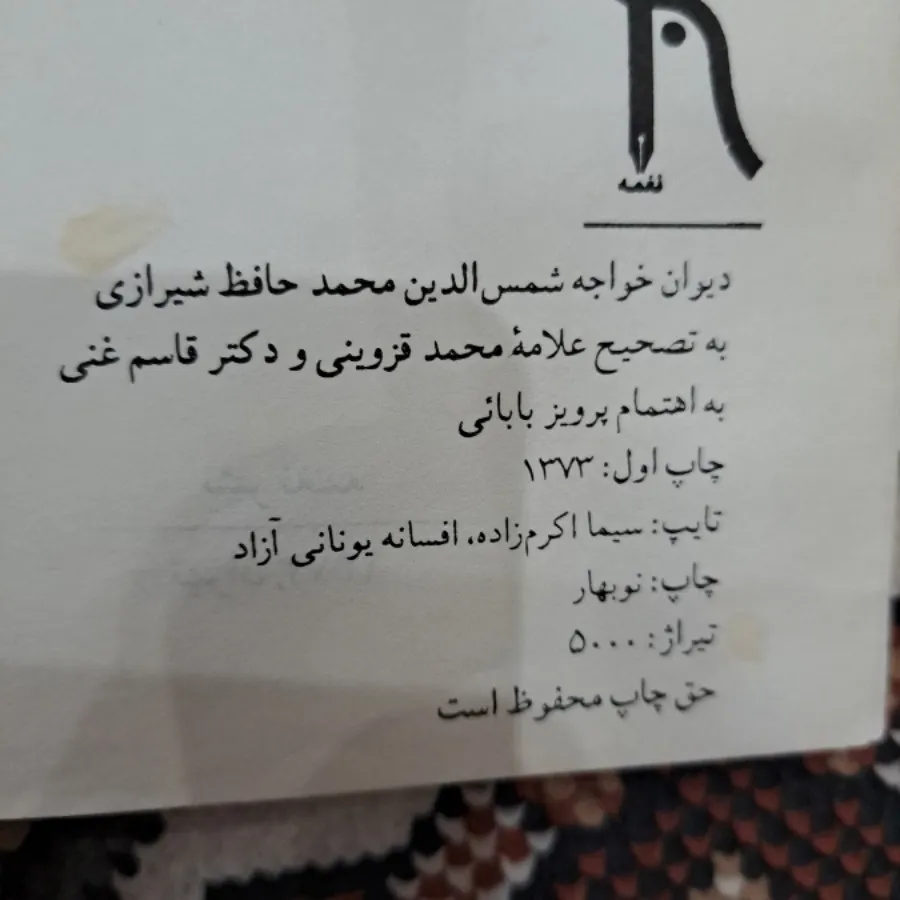 نغمه
دیوان خواجه شمس‌الدین محمد حافظ شیرازی
به تصحیح علامهٔ محمد قزوینی و دکتر قاسم غنی
به اهتمام پرویز بابائی
چاپ اول: ۱۳۷۳
تایپ: سیما اکرم‌زاده، افسانه یونانی آزاد
چاپ: نوبهار
تیراژ: ۵۰۰۰
حق چاپ محفوظ است